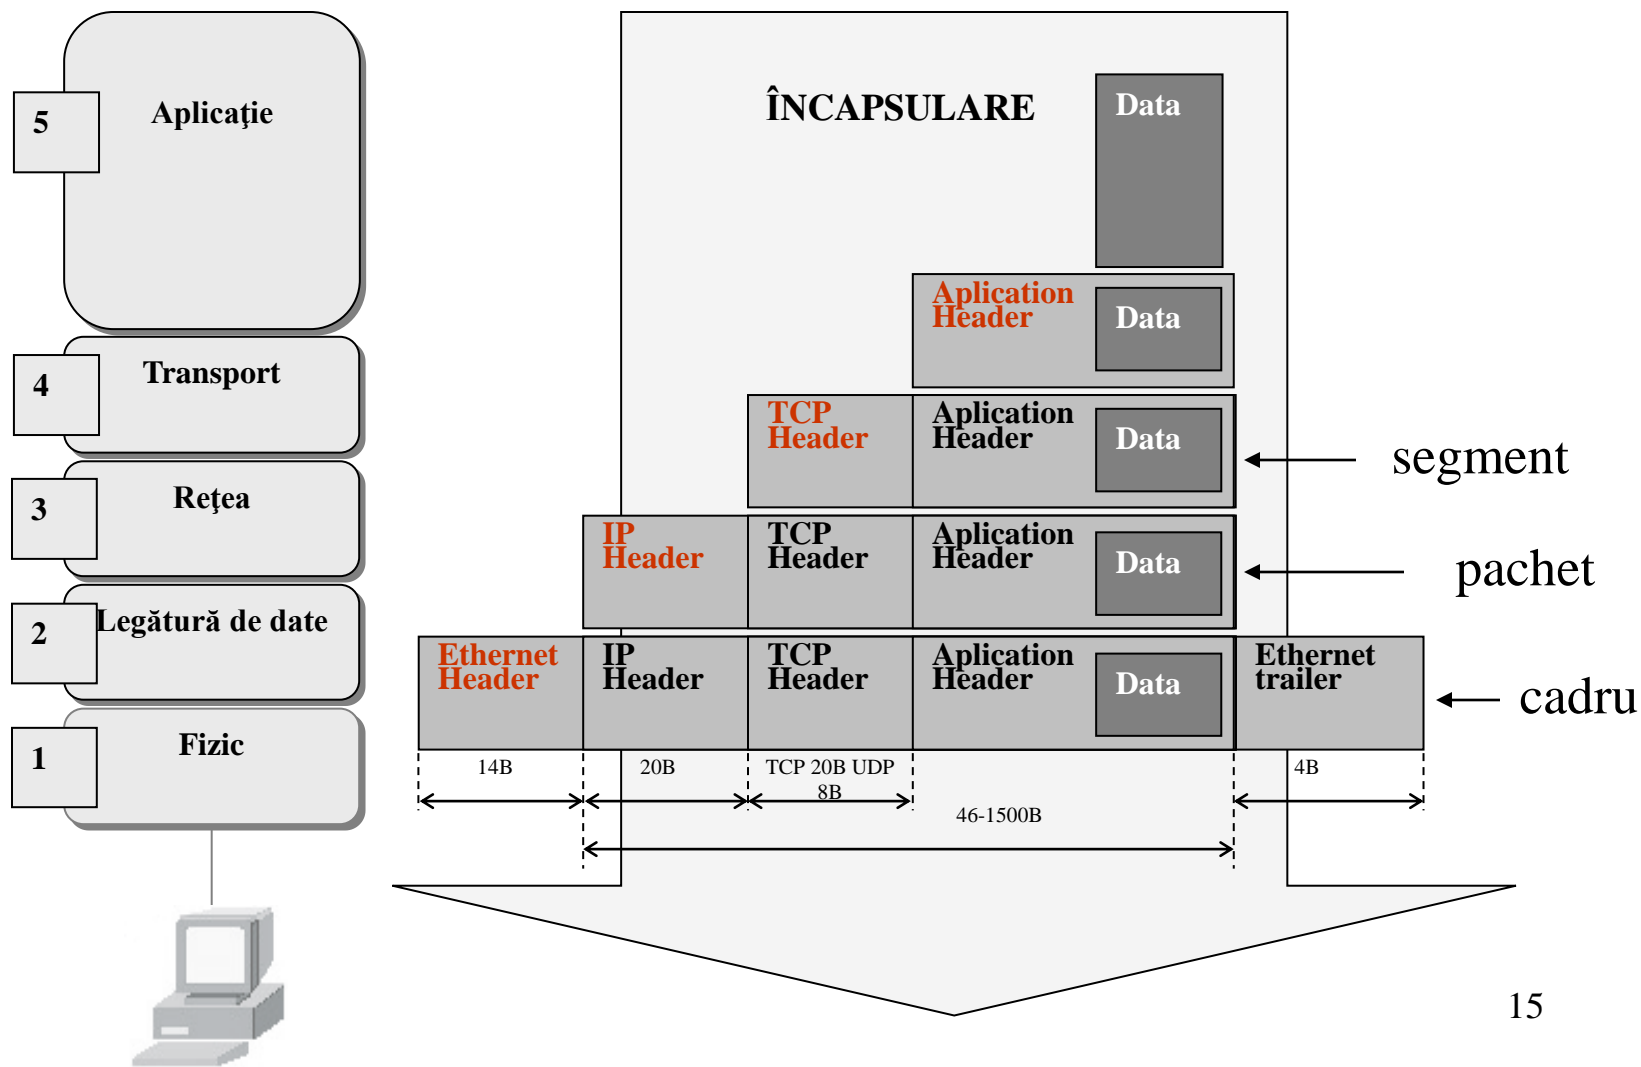 5
Aplicaţie
4
Transport
3
Reţea
2
Legătură de date
1
Fizic
ÎNCAPSULARE
Data
Aplication
Header
Data
TCP
Header
Aplication
Header
Data
segment
IP
Header
TCP
Header
Aplication
Header
Data
pachet
Ethernet
Header
IP
Header
TCP
Header
Aplication
Header
Data
Ethernet
trailer
cadru
14B
20B
TCP 20B UDP
8B
4B
46-1500B
15